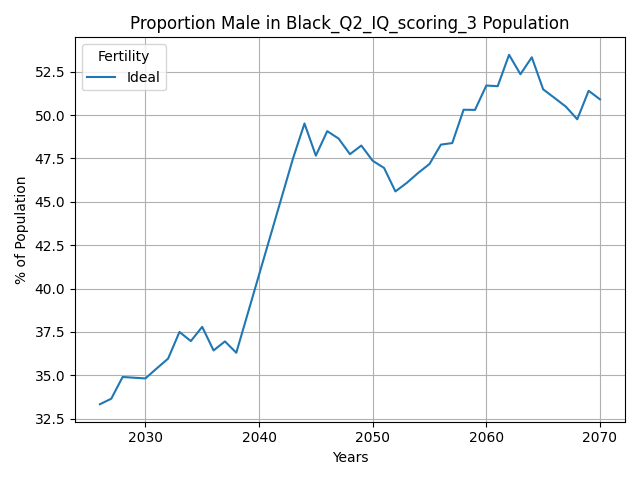 Proportion Male in Black_Q2_IQ_scoring_3 Population
Fertility
Ideal
% of Population
52.5
50.0
47.5
45.0
42.5
40.0
37.5
35.0
32.5
2030 2040 2050 2060 2070
Years